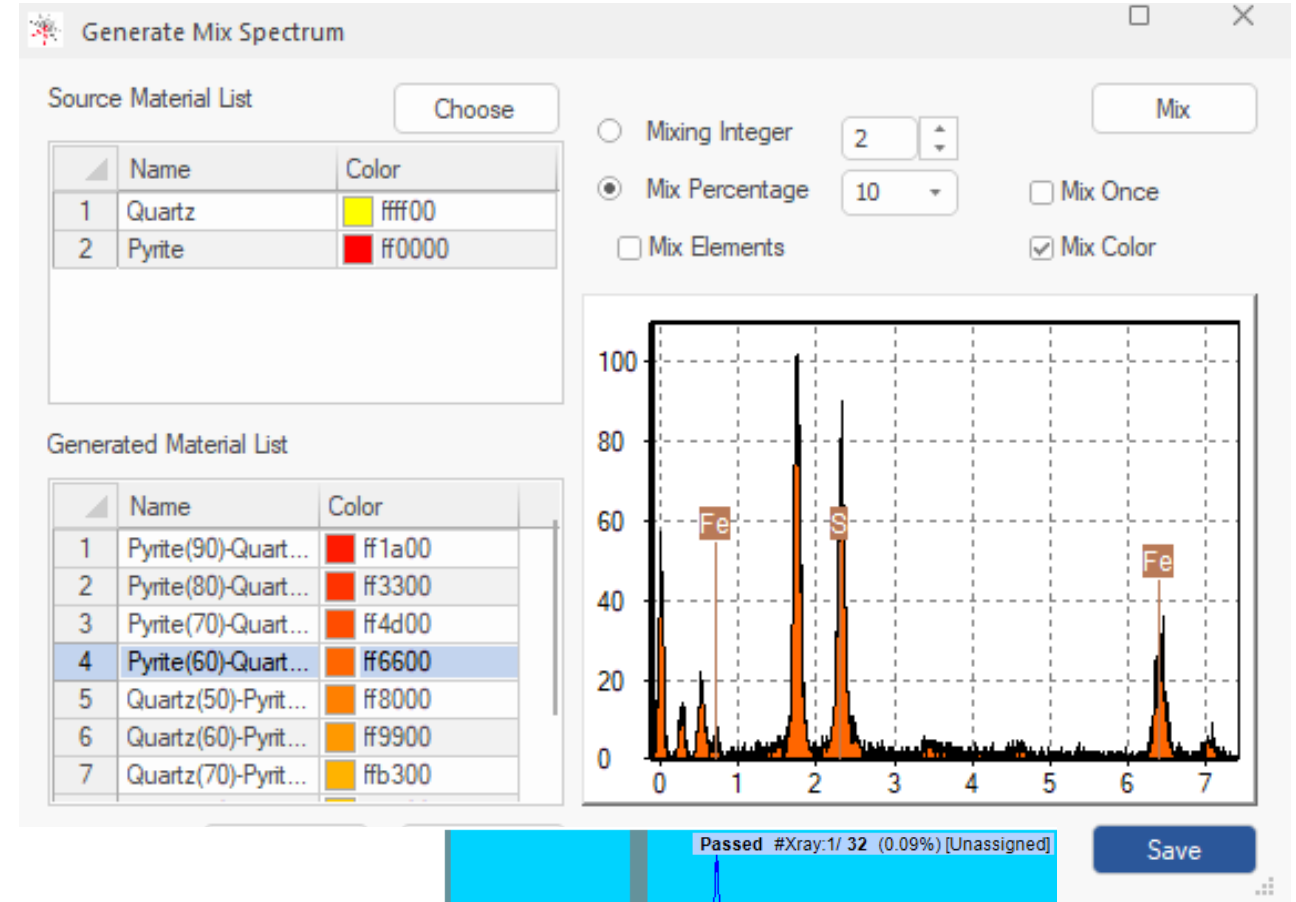 Generate Mix Spectrum
Source Material List
Choose
Name Color
1 Quartz ffff00
2 Pyrite ff0000
Mixing Integer 2
Mix
Mix Percentage 10
Mix Once
Mix Elements
Mix Color
Generated Material List
Name Color
1 Pyrite(90)-Quart... ff1a00
2 Pyrite(80)-Quart... ff3300
3 Pyrite(70)-Quart... ff4d00
4 Pyrite(60)-Quart... ff6600
5 Quartz(50)-Pyrit... ff8000
6 Quartz(60)-Pyrit... ff9900
7 Quartz(70)-Pyrit... ffb300
100
80
60
40
20
0
Fe
S
Fe
0 1 2 3 4 5 6 7
Passed #Xray:1/ 32 (0.09%) [Unassigned]
Save